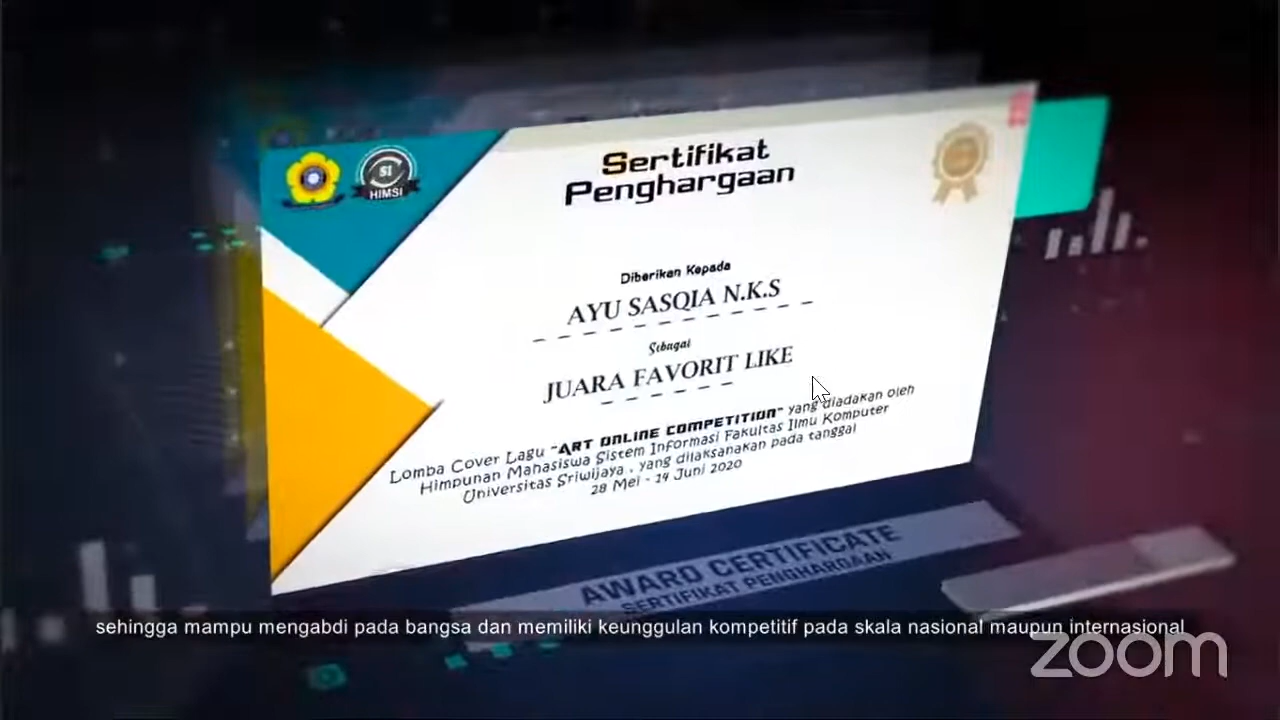 SI
HIMSI
Sertifikat
Penghargaan
Diberikan Kepada
AYU SASQIA N.K.S
Sebagai
JUARA FAVORIT LIKE
Lomba Cover Lagu "ART ONLINE COMPETITION" yang diadakan oleh
Himpunan Mahasiswa Sistem Informasi Fakultas Ilmu Komputer
Universitas Sriwijaya , yang dilaksanakan pada tanggal
28 Mei - 14 Juni 2020
AWARD CERTIFICATE
SERTIFIKAT PENGHARGAAN
sehingga mampu mengabdi pada bangsa dan memiliki keunggulan kompetitif pada skala nasional maupun internasional
zoom